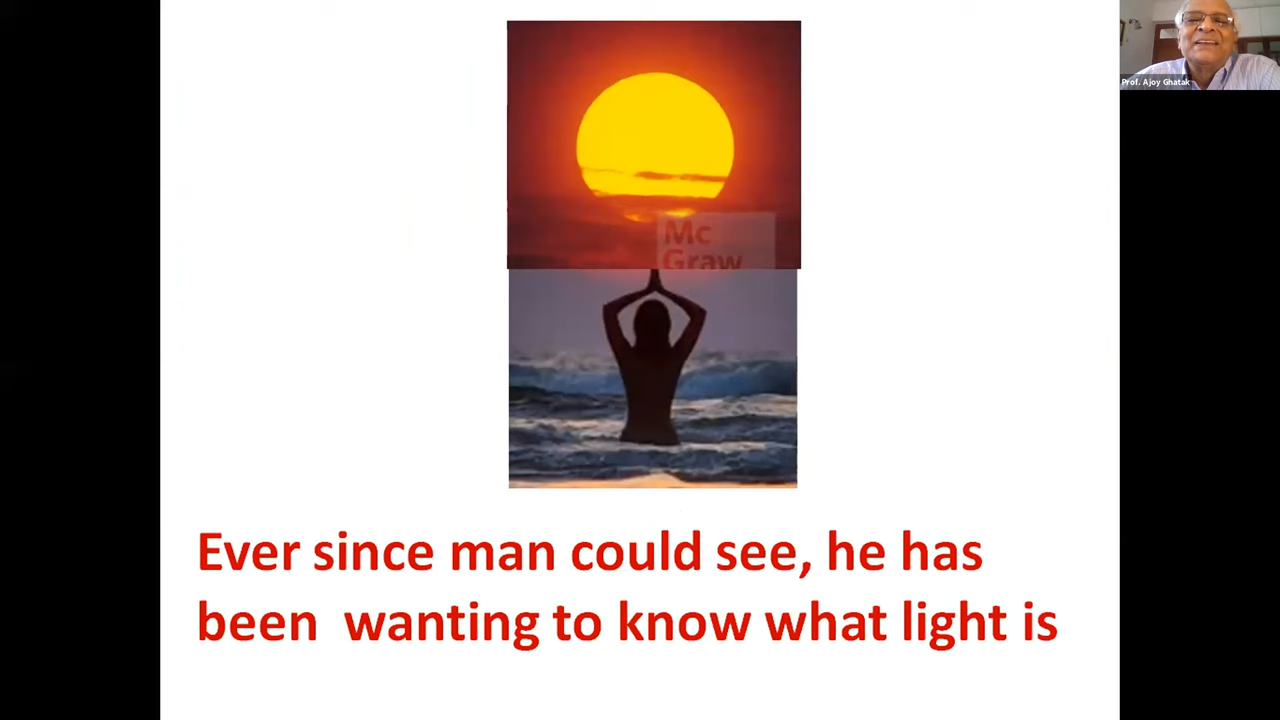 Prof. Ajoy Ghatak
Mc
Graw
Ever since man could see, he has
been wanting to know what light is